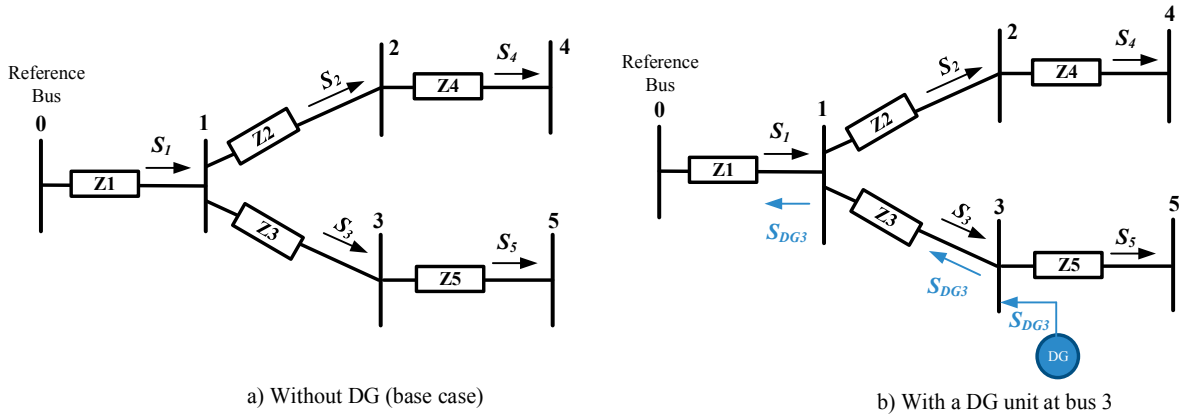 Reference
Bus
0
1
2
3
4
5
Z1
Z2
Z3
Z4
Z5
S1
S2
S3
S4
S5
a) Without DG (base case)
Reference
Bus
0
1
2
3
4
5
Z1
Z2
Z3
Z4
Z5
S1
S2
S3
S4
S5
SDG3
SDG3
SDG3
DG
b) With a DG unit at bus 3